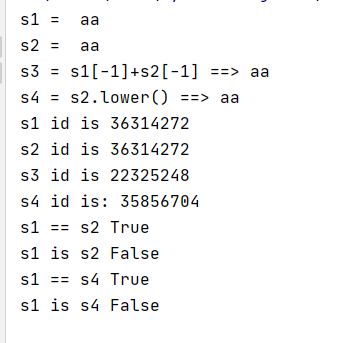 s1 =  aa
s2 =  aa
s3 = s1[-1]+s2[-1] ==> aa
s4 = s2.lower() ==> aa
s1 id is 36314272
s2 id is 36314272
s3 id is 22325248
s4 id is: 35856704
s1 == s2 True
s1 is s2 False
s1 == s4 True
s1 is s4 False